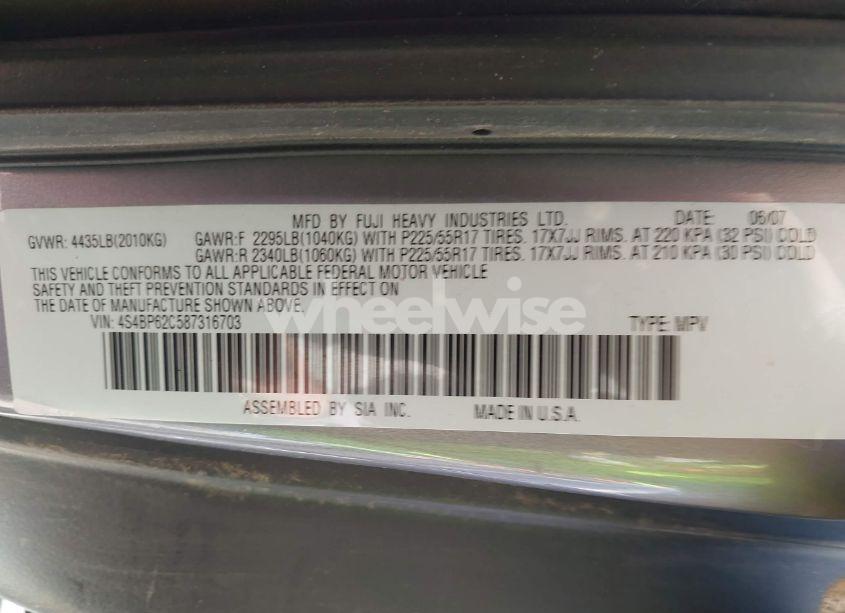 MFD BY FUJI HEAVY INDUSTRIES LTD. DATE: 06/07
GVWR: 4435LB(2010KG) GAWR:F 2295LB(1040KG) WITH P225/55R17 TIRES. 17X7JJ RIMS. AT 220 KPA (32 PSI) COLD
GAWR:R 2340LB(1060KG) WITH P225/55R17 TIRES. 17X7JJ RIMS. AT 210 KPA (30 PSI) COLD
THIS VEHICLE CONFORMS TO ALL APPLICABLE FEDERAL MOTOR VEHICLE
SAFETY AND THEFT PREVENTION STANDARDS IN EFFECT ON
THE DATE OF MANUFACTURE SHOWN ABOVE.
wheelwise
VIN: 4S4BP62C587316703 TYPE: MPV
ASSEMBLED BY SIA INC. MADE IN U.S.A.